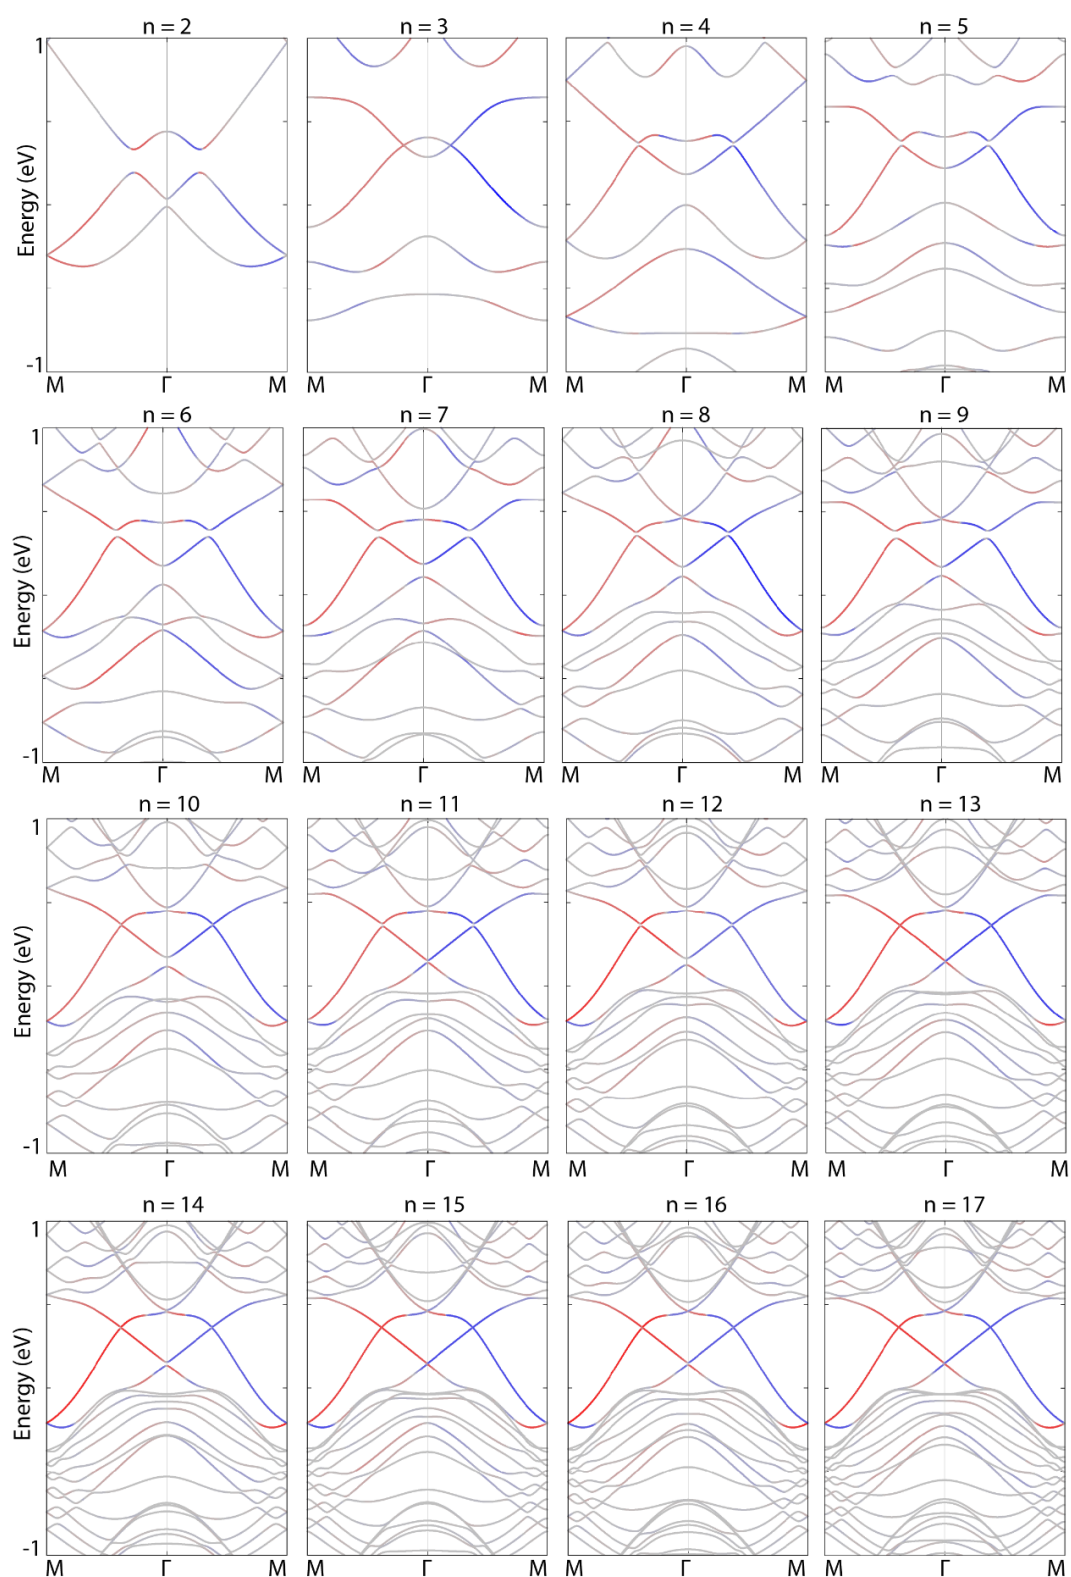 n = 2 n = 3 n = 4 n = 5
1
Energy (eV)
-1
M Γ M M Γ M M Γ M M Γ M
n = 6 n = 7 n = 8 n = 9
1
Energy (eV)
-1
M Γ M M Γ M M Γ M M Γ M
n = 10 n = 11 n = 12 n = 13
1
Energy (eV)
-1
M Γ M M Γ M M Γ M M Γ M
n = 14 n = 15 n = 16 n = 17
1
Energy (eV)
-1
M Γ M M Γ M M Γ M M Γ M